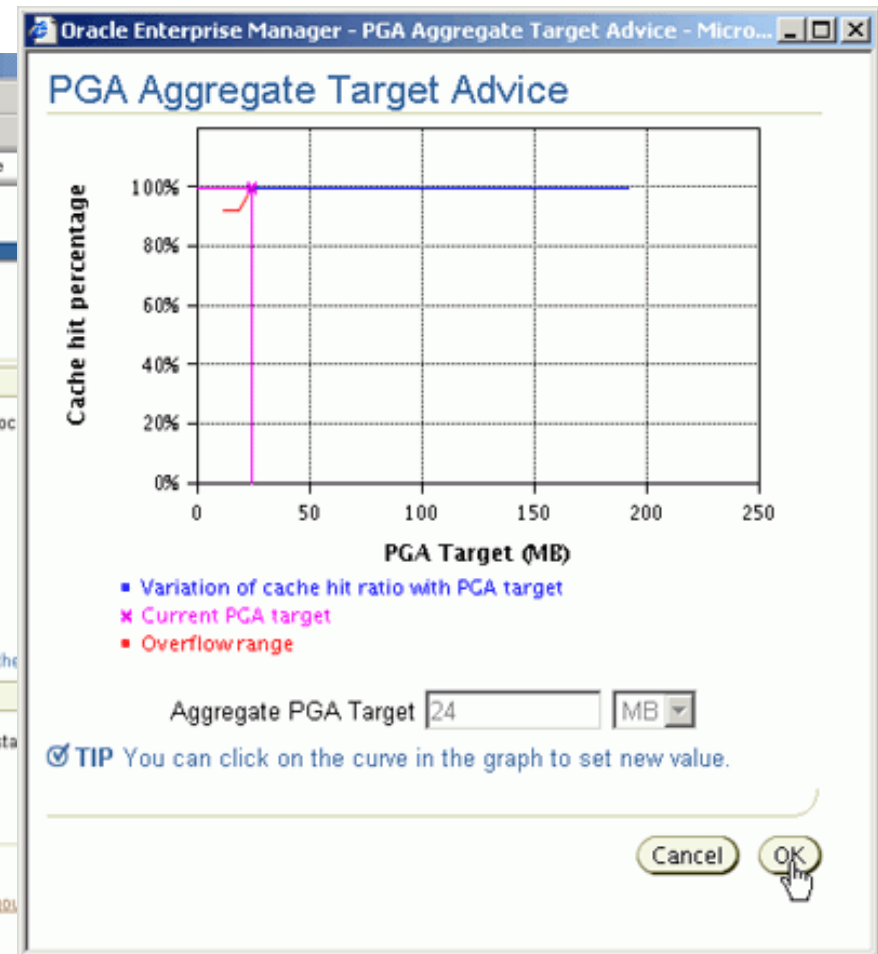 Oracle Enterprise Manager - PGA Aggregate Target Advice - Micro...
PGA Aggregate Target Advice
Cache hit percentage
100%
80%
60%
40%
20%
0%
0 50 100 150 200 250
PGA Target (MB)
Variation of cache hit ratio with PGA target
Current PGA target
Overflow range
Aggregate PGA Target 24 MB
TIP You can click on the curve in the graph to set new value.
Cancel OK